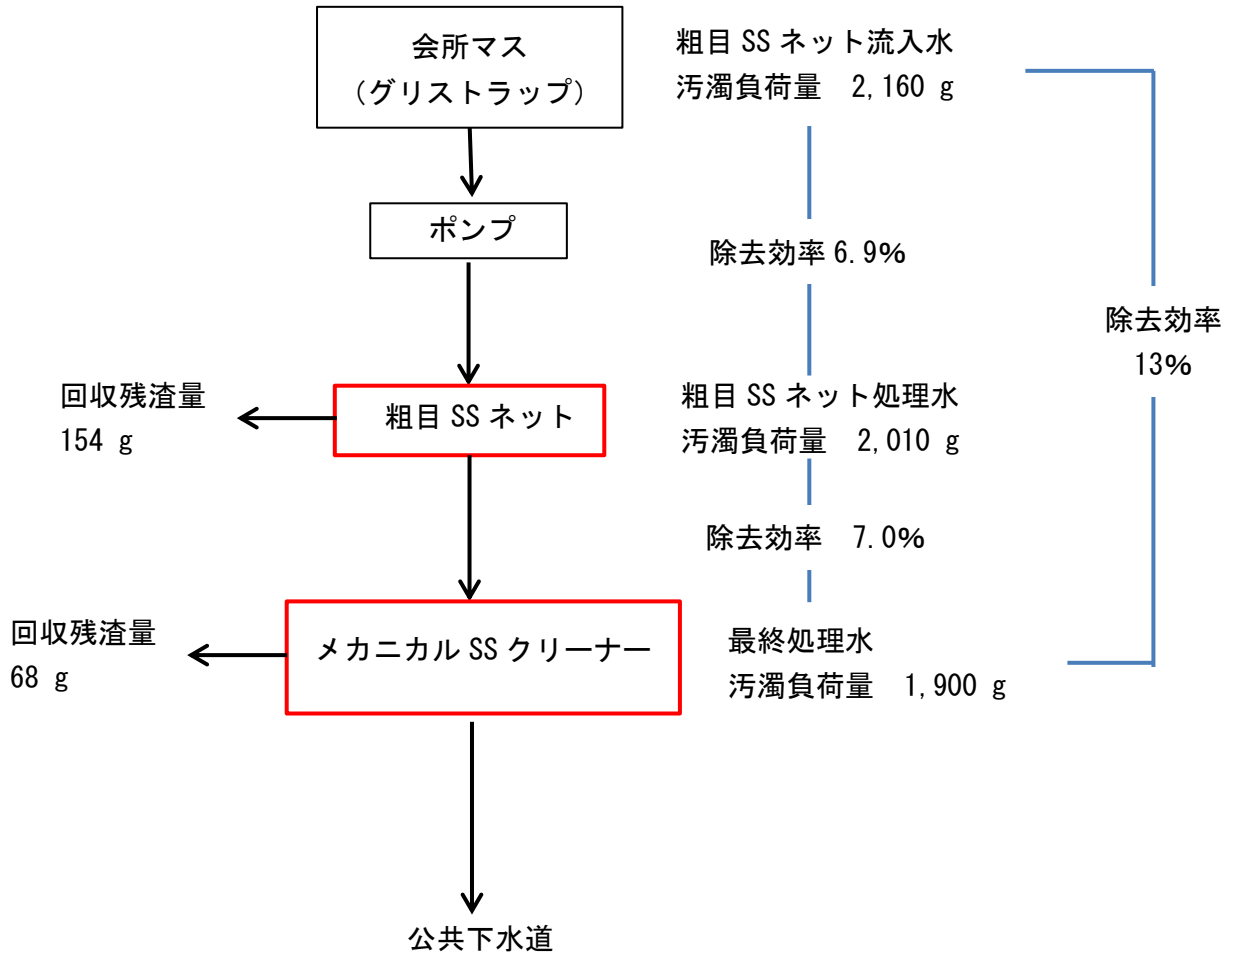 会所マス
（グリストラップ）
粗目 SS ネット流入水
汚濁負荷量　2,160 g
ポンプ
除去効率 6.9%
除去効率
13%
回収残渣量
154 g
粗目 SS ネット
粗目 SS ネット処理水
汚濁負荷量　2,010 g
除去効率　7.0%
回収残渣量
68 g
メカニカル SS クリーナー
最終処理水
汚濁負荷量　1,900 g
公共下水道